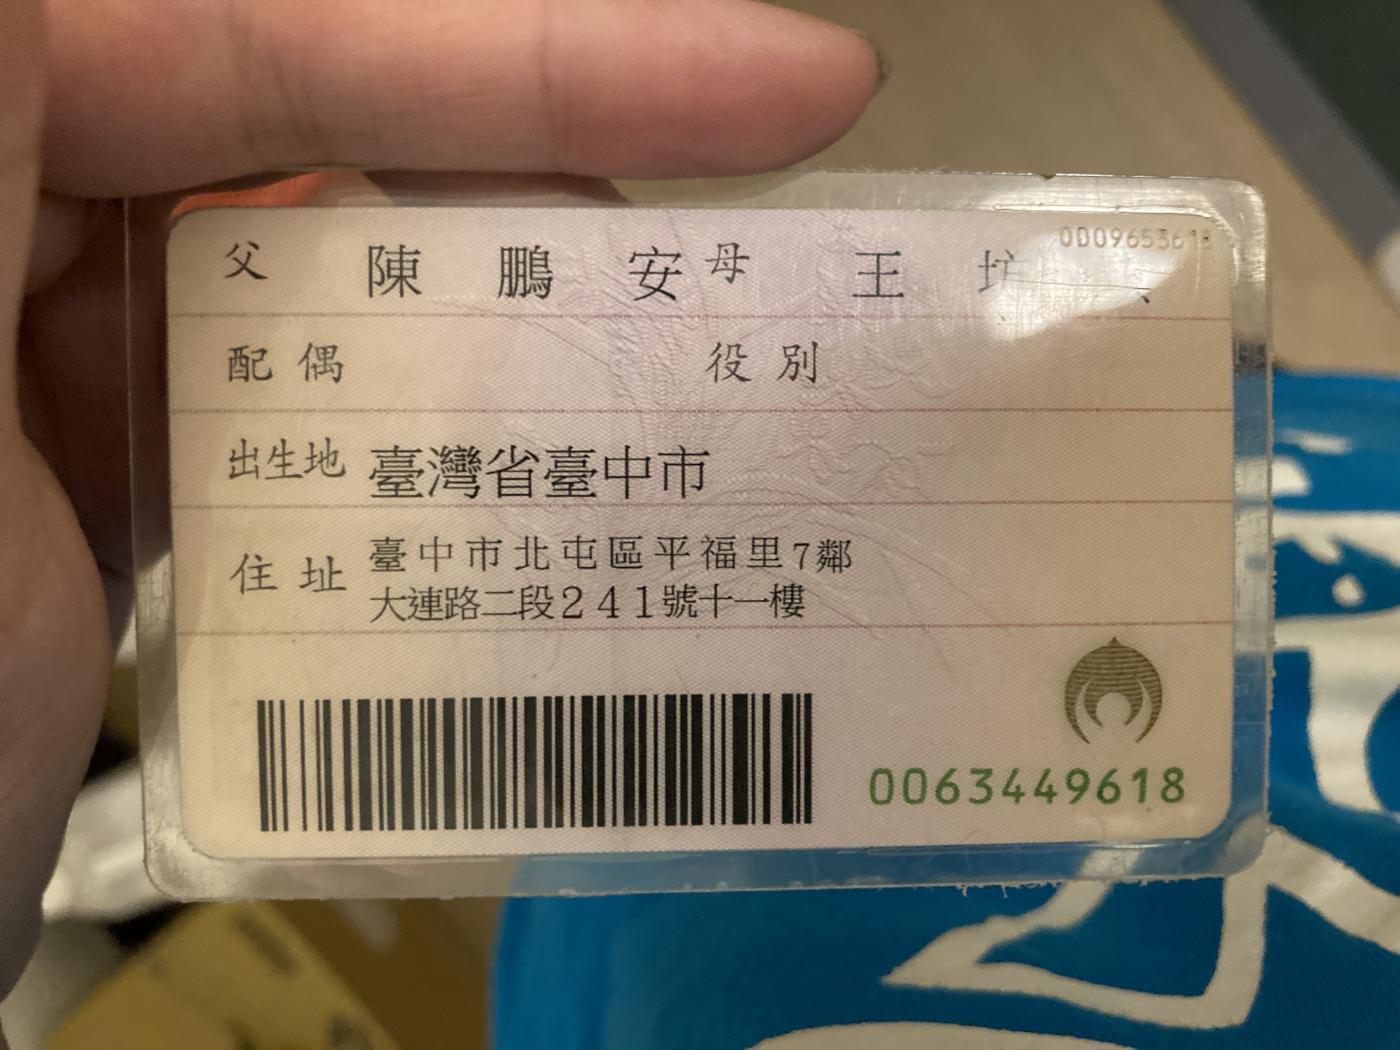 0009653618
父 陳鵬安 母 王坊
配偶 役別
出生地 臺灣省臺中市
住址 臺中市北屯區平福里7鄰
大連路二段241號十一樓
0063449618